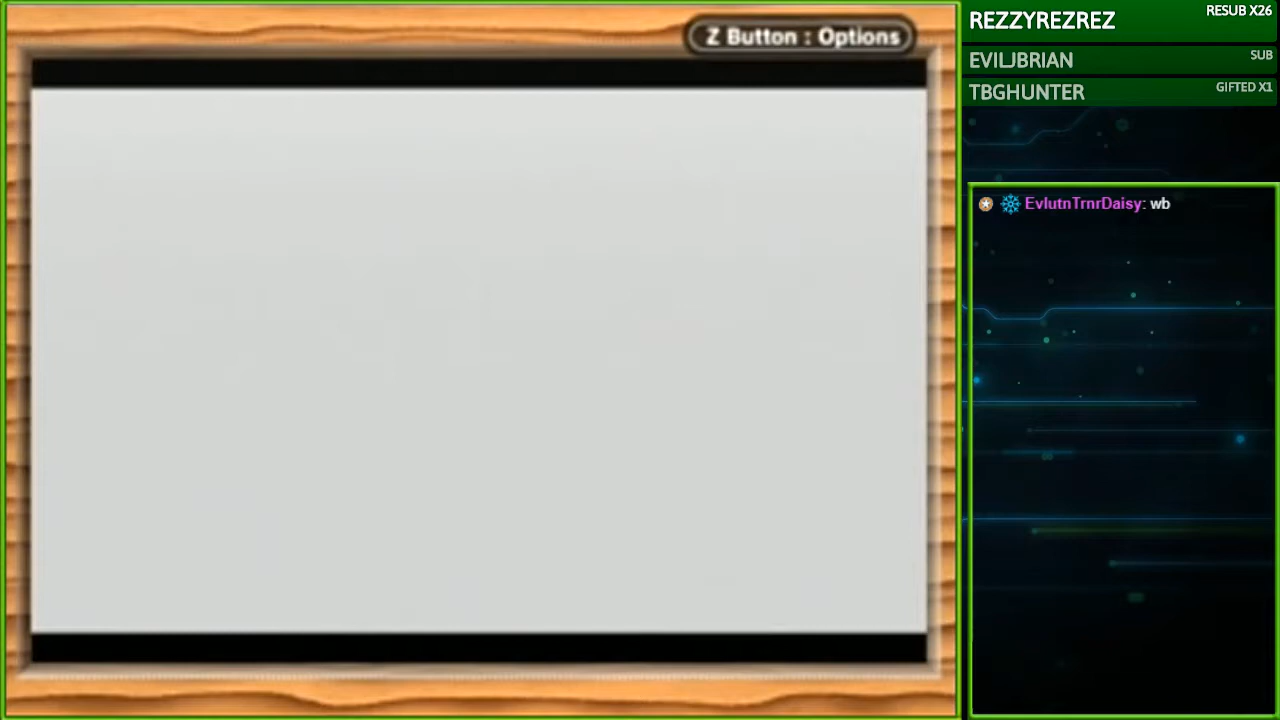 Z Button : Options
REZZYREZREZ RESUB X26
EVILJBRIAN SUB
TBGHUNTER GIFTED X1
EvlutnTrnrDaisy: wb